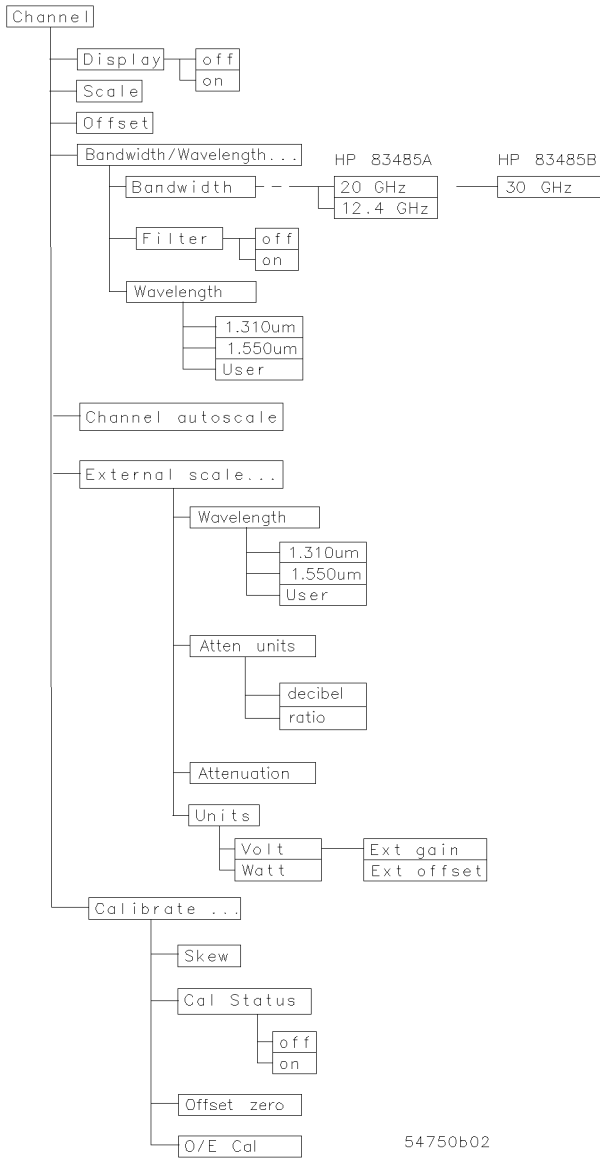 Channel
Display
off
on
Scale
Offset
Bandwidth/Wavelength...
HP 83485A
HP 83485B
Bandwidth
20 GHz
30 GHz
12.4 GHz
Filter
off
on
Wavelength
1.310um
1.550um
User
Channel autoscale
External scale...
Wavelength
1.310um
1.550um
User
Atten units
decibel
ratio
Attenuation
Units
Volt
Ext gain
Watt
Ext offset
Calibrate ...
Skew
Cal Status
off
on
Offset zero
O/E Cal
54750b02